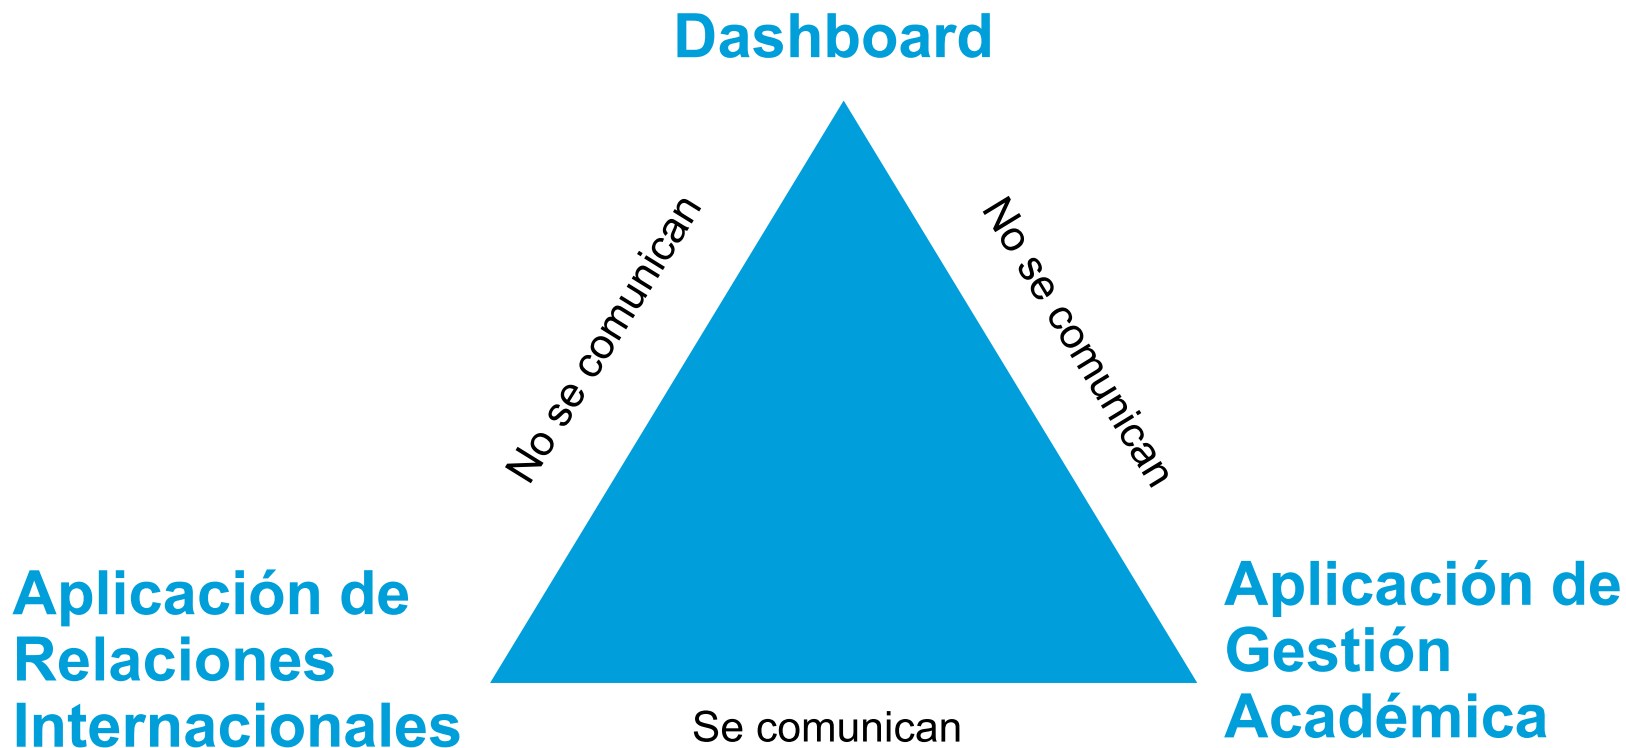 Dashboard
No se comunican
No se comunican
Aplicación de
Relaciones
Internacionales
Aplicación de
Gestión
Académica
Se comunican